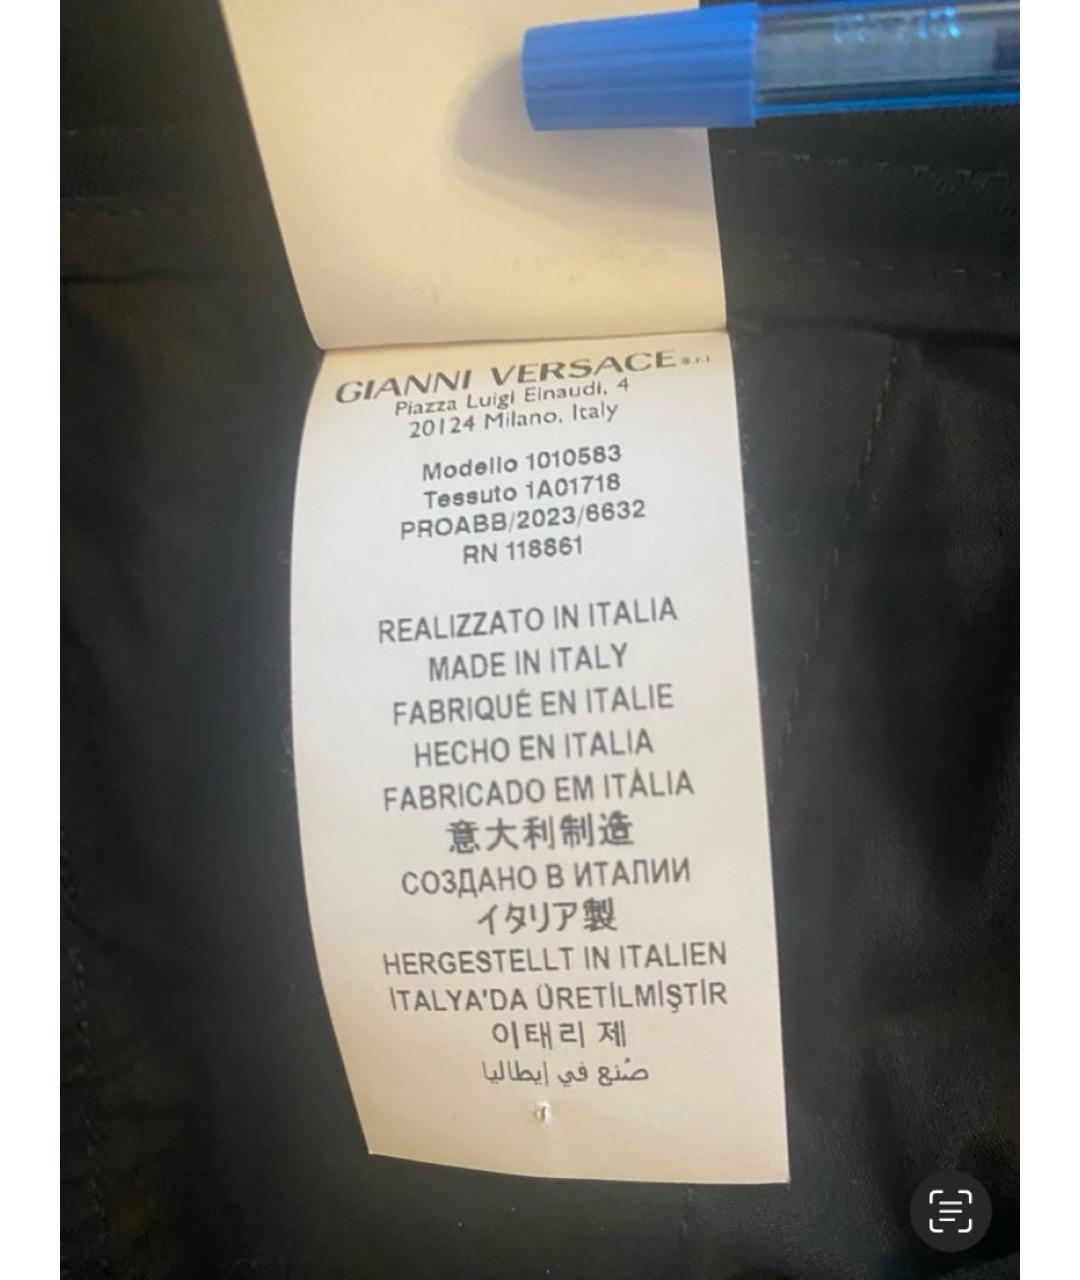 GIANNI VERSACE s.r.l.
Piazza Luigi Einaudi, 4
20124 Milano, Italy
Modello 1010583
Tessuto 1A01718
PROABB/2023/6632
RN 118861
REALIZZATO IN ITALIA
MADE IN ITALY
FABRIQUÉ EN ITALIE
HECHO EN ITALIA
FABRICADO EM ITÁLIA
意大利制造
СОЗДАНО В ИТАЛИИ
イタリア製
HERGESTELLT IN ITALIEN
İTALYA'DA ÜRETİLMİŞTİR
이태리 제
صُنع في إيطاليا